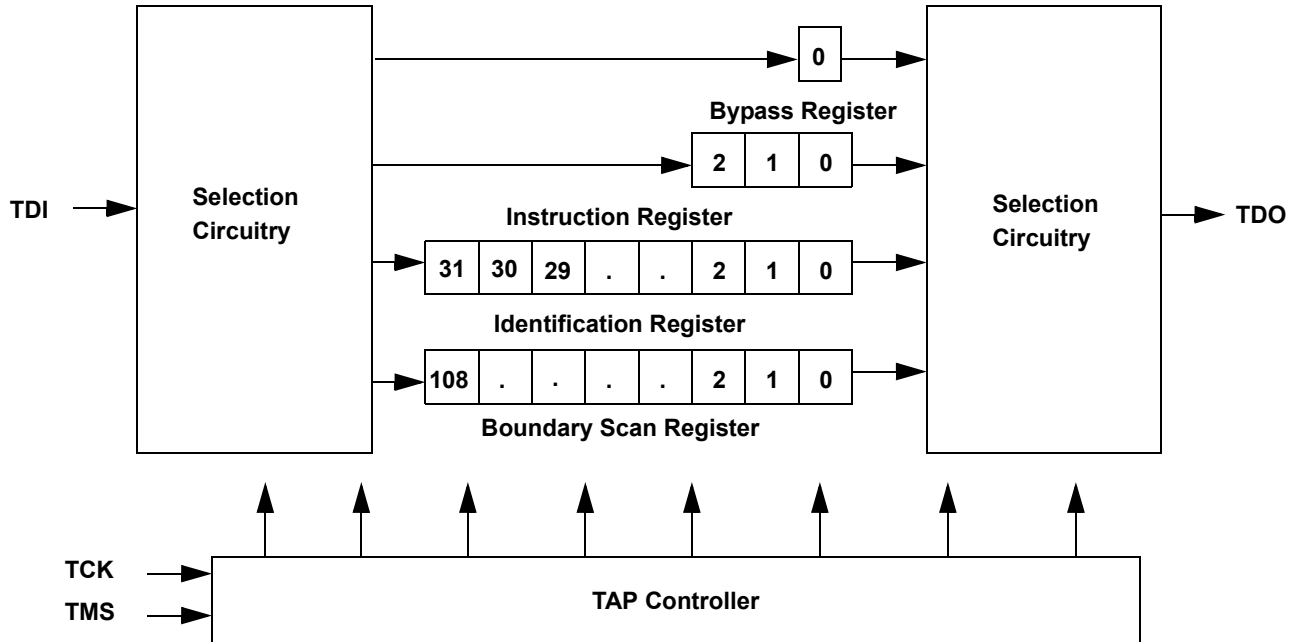 0
Bypass Register
2 1 0
TDI
Selection
Circuitry
Selection
Circuitry
TDO
Instruction Register
31 30 29 . . 2 1 0
Identification Register
108 . . . . 2 1 0
Boundary Scan Register
TCK
TMS
TAP Controller